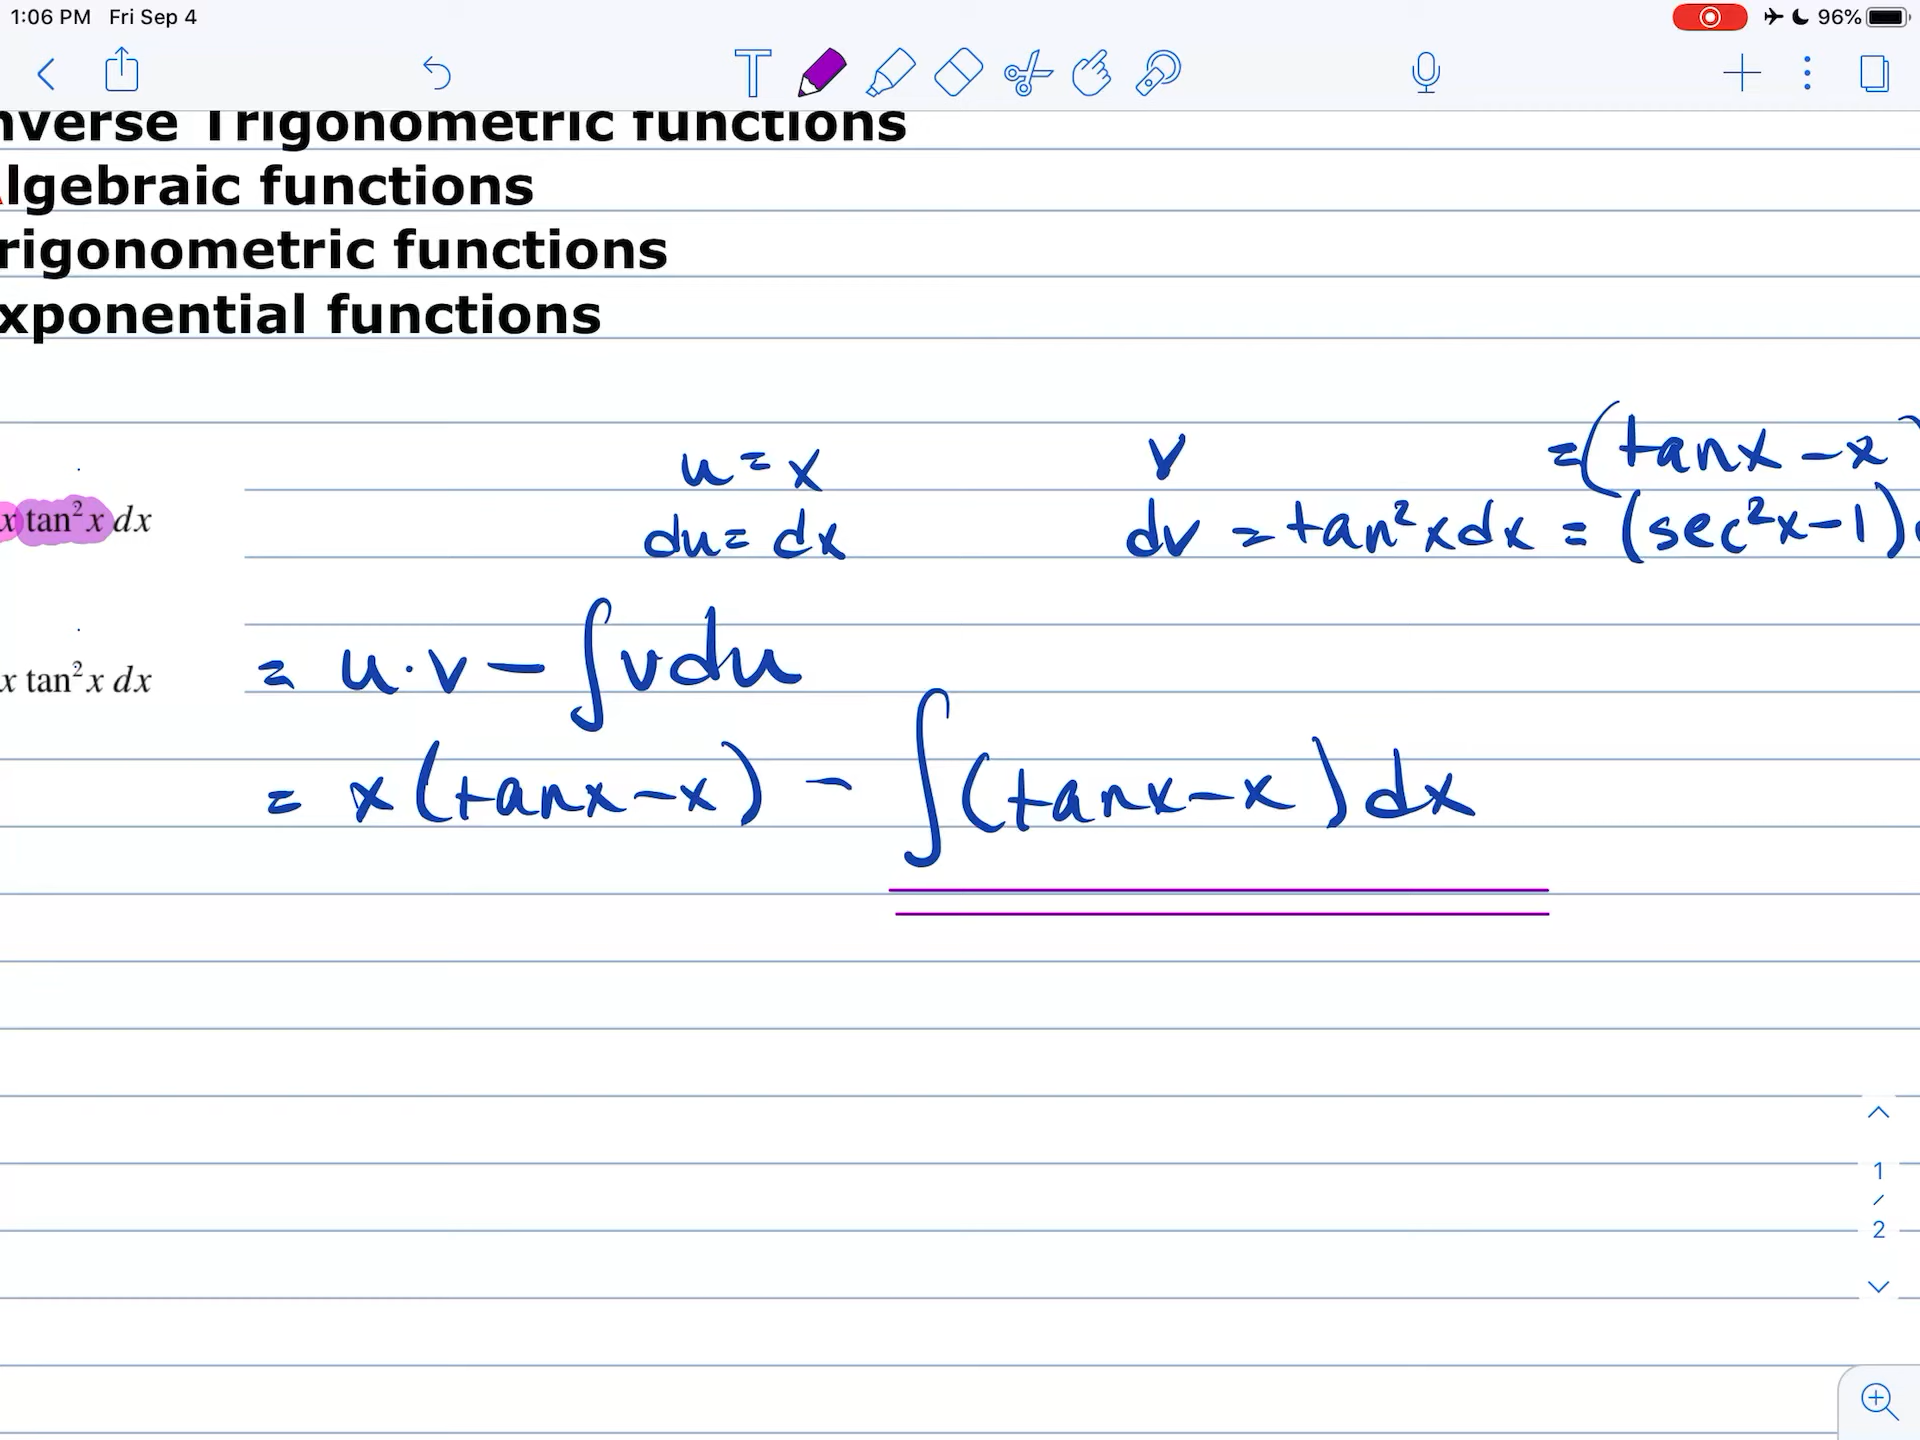 1:06 PM Fri Sep 4 96%
T
nverse Trigonometric functions
lgebraic functions
rigonometric functions
xponential functions
u = x v = (tanx - x)
x tan²x dx du = dx dv = tan²x dx = (sec²x - 1)
x tan²x dx = u · v - ∫ v du
= x (tanx - x) - ∫ (tanx - x) dx
1
/
2